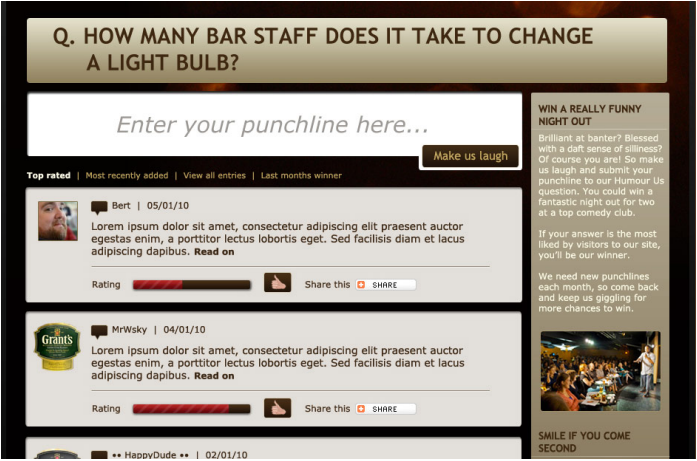 Q. HOW MANY BAR STAFF DOES IT TAKE TO CHANGE
A LIGHT BULB?
Enter your punchline here...
Make us laugh
Top rated | Most recently added | View all entries | Last months winner
Bert | 05/01/10
Lorem ipsum dolor sit amet, consectetur adipiscing elit praesent auctor
egestas enim, a porttitor lectus lobortis eget. Sed facilisis diam et lacus
adipiscing dapibus. Read on
Rating
Share this
SHARE
Grant's
MrWsky | 04/01/10
Lorem ipsum dolor sit amet, consectetur adipiscing elit praesent auctor
egestas enim, a porttitor lectus lobortis eget. Sed facilisis diam et lacus
adipiscing dapibus. Read on
Rating
Share this
SHARE
•• HappyDude •• | 02/01/10
WIN A REALLY FUNNY
NIGHT OUT
Brilliant at banter? Blessed
with a daft sense of silliness?
Of course you are! So make
us laugh and submit your
punchline to our Humour Us
question. You could win a
fantastic night out for two
at a top comedy club.
If your answer is the most
liked by visitors to our site,
you'll be our winner.
We need new punchlines
each month, so come back
and keep us giggling for
more chances to win.
SMILE IF YOU COME
SECOND